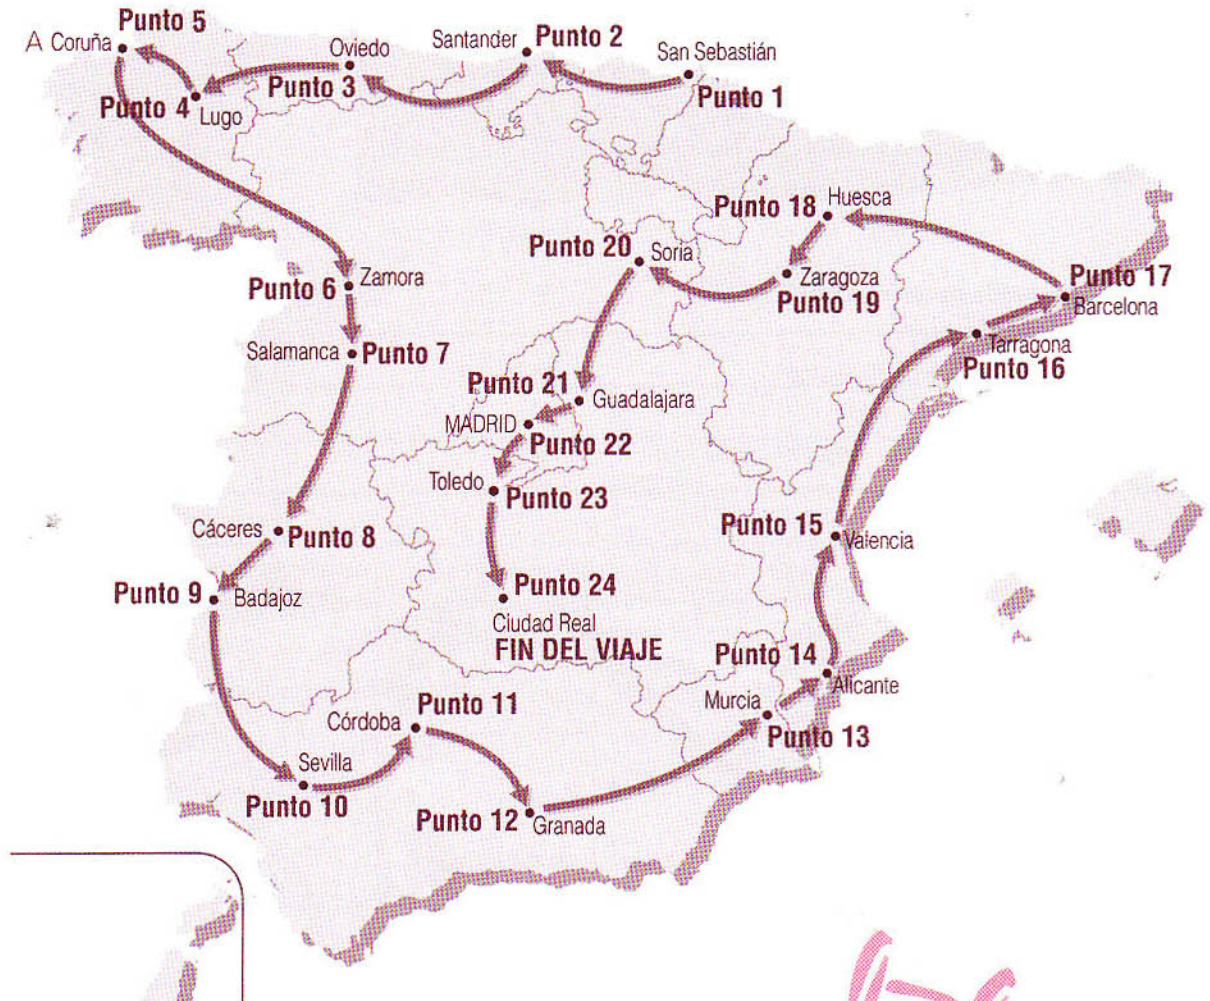 Punto 5
A Coruña
Oviedo
Santander
Punto 2
San Sebastián
Punto 3
Punto 1
Punto 4
Lugo
Punto 18
Huesca
Punto 20
Soria
Zamora
Punto 6
Zaragoza
Punto 19
Punto 17
Barcelona
Salamanca
Punto 7
Tarragona
Punto 16
Punto 21
Guadalajara
MADRID
Punto 22
Toledo
Punto 23
Cáceres
Punto 8
Punto 15
Valencia
Punto 9
Badajoz
Punto 24
Ciudad Real
FIN DEL VIAJE
Punto 14
Alicante
Murcia
Punto 13
Punto 11
Córdoba
Sevilla
Punto 10
Punto 12
Granada